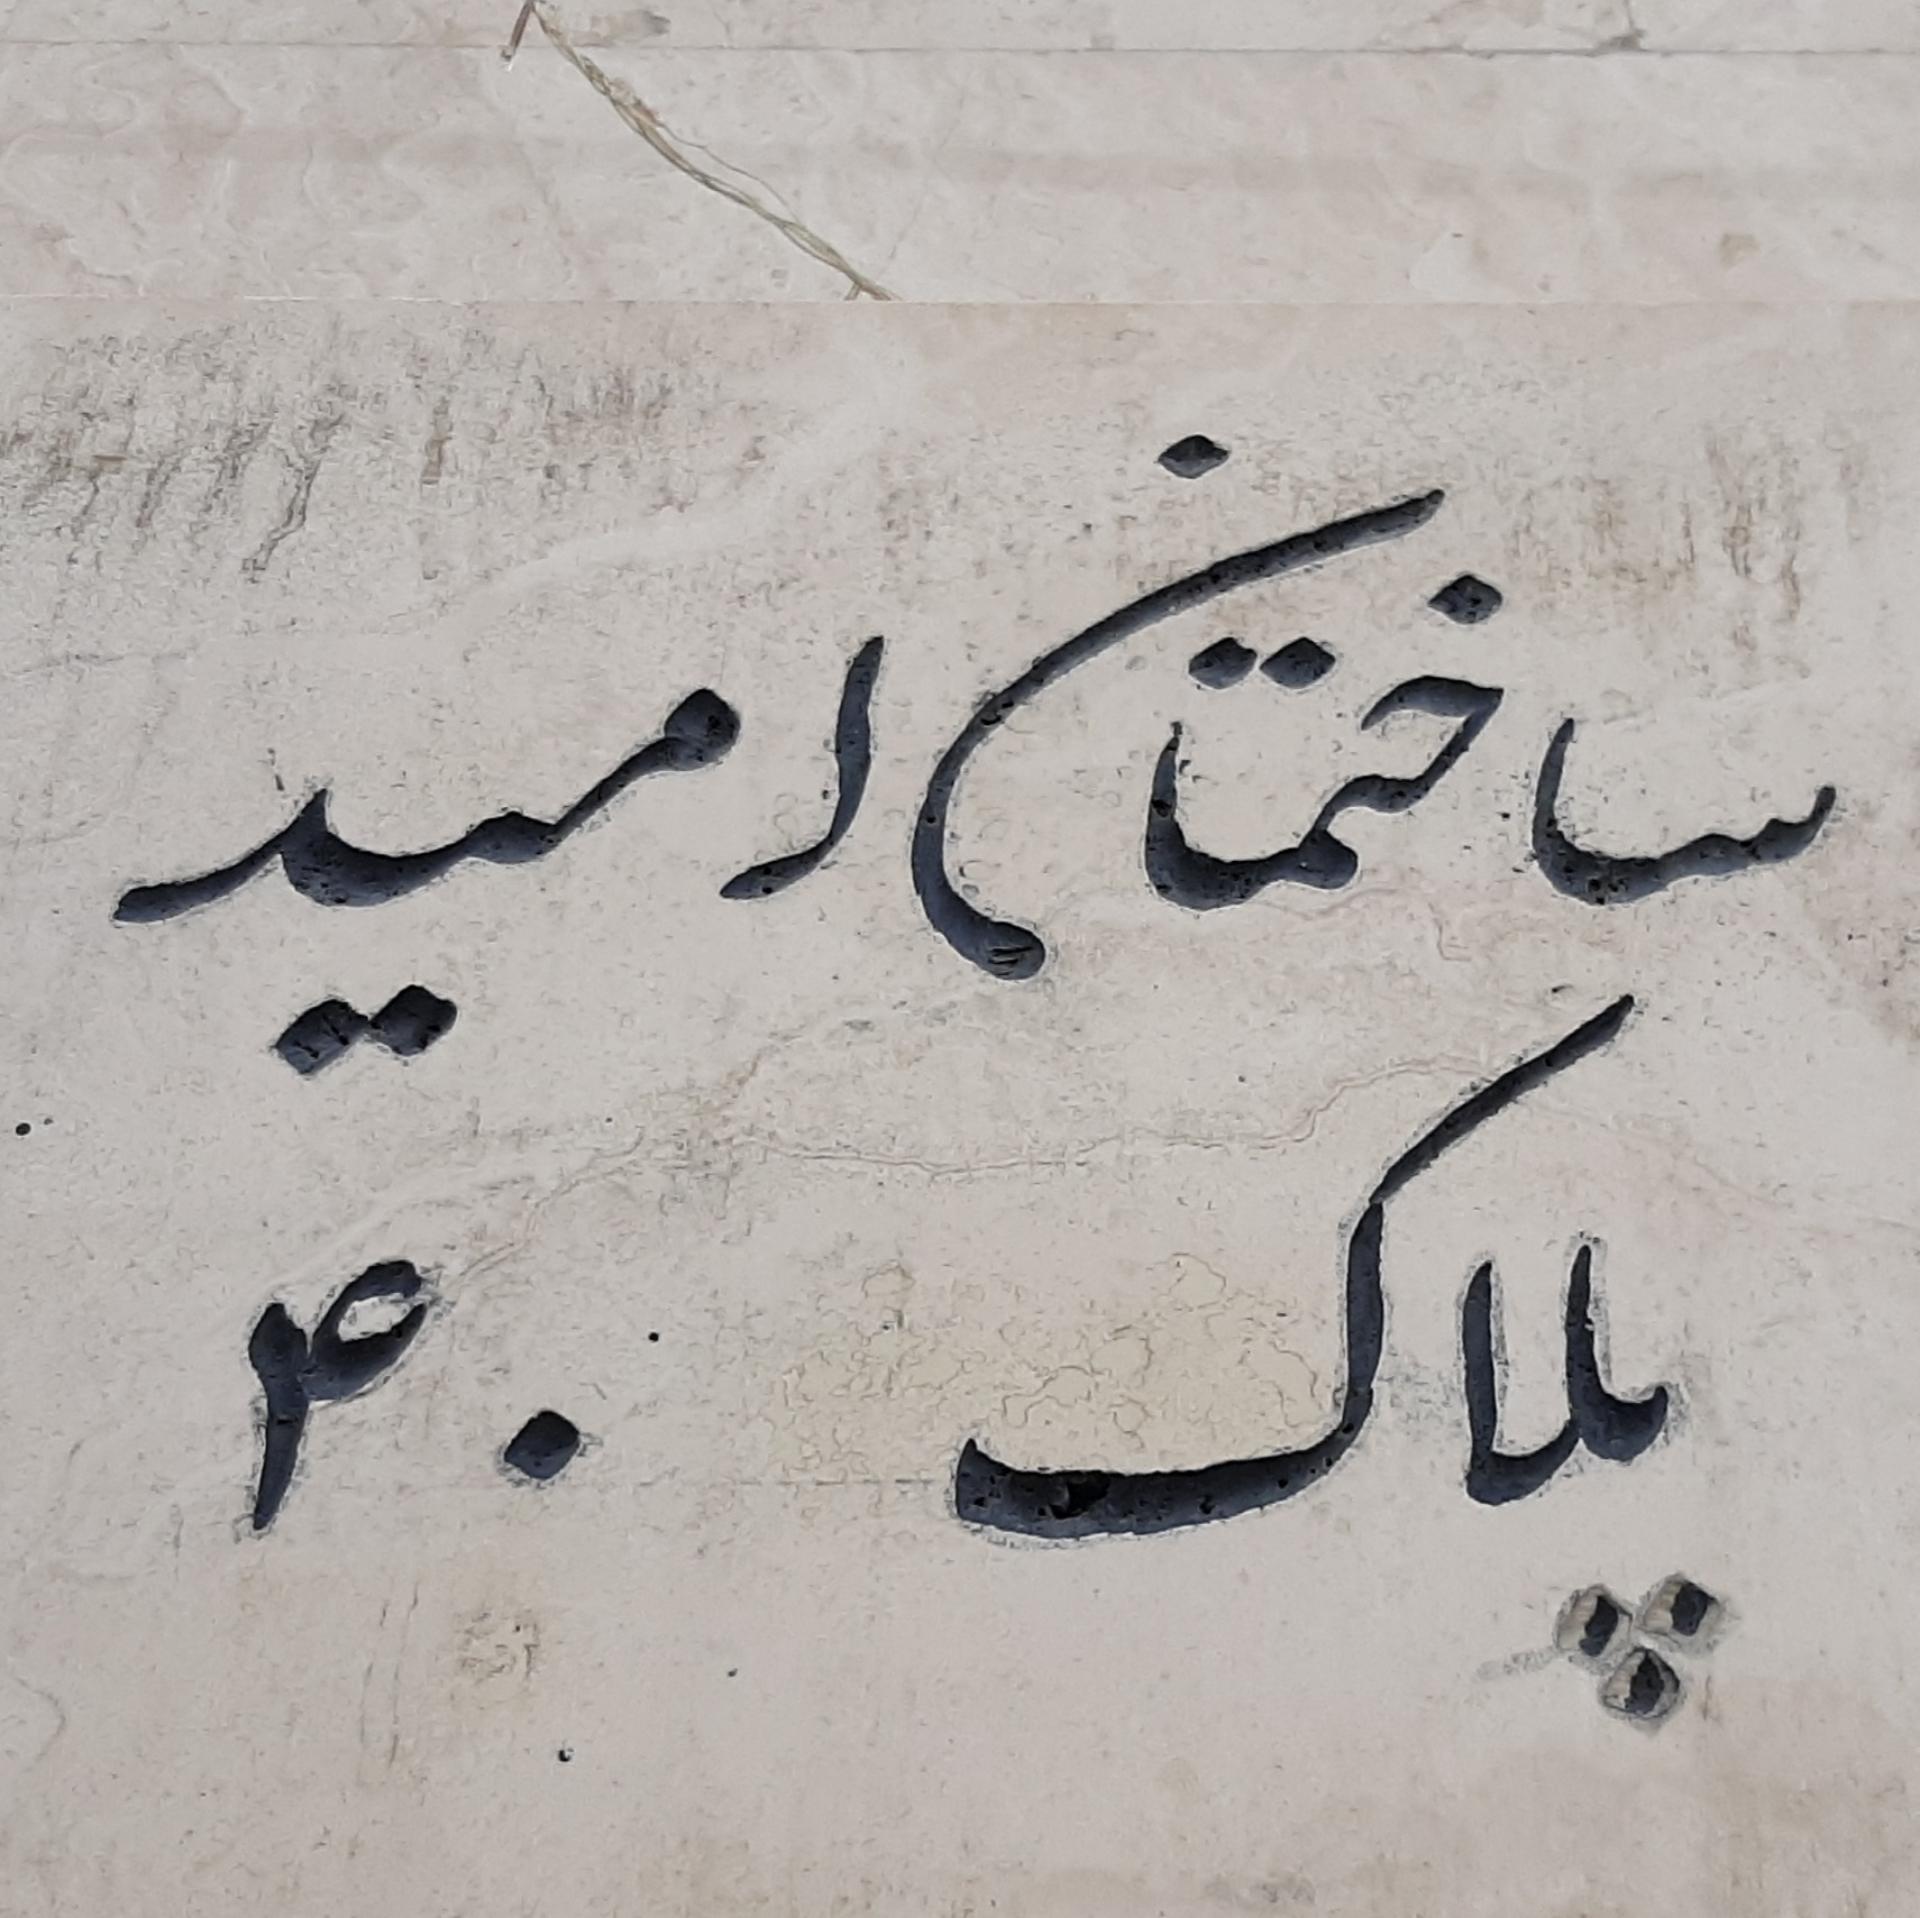 ساختمان امید
پلاک ۴۰